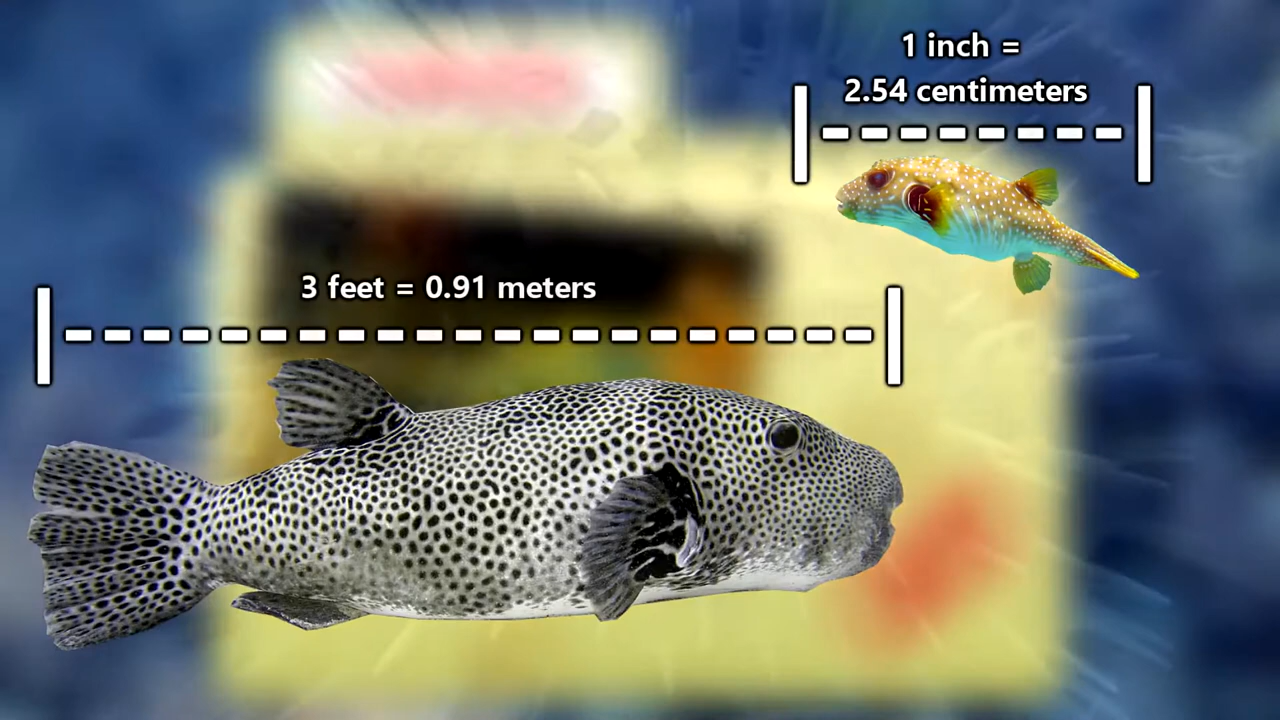 1 inch =
2.54 centimeters
3 feet = 0.91 meters